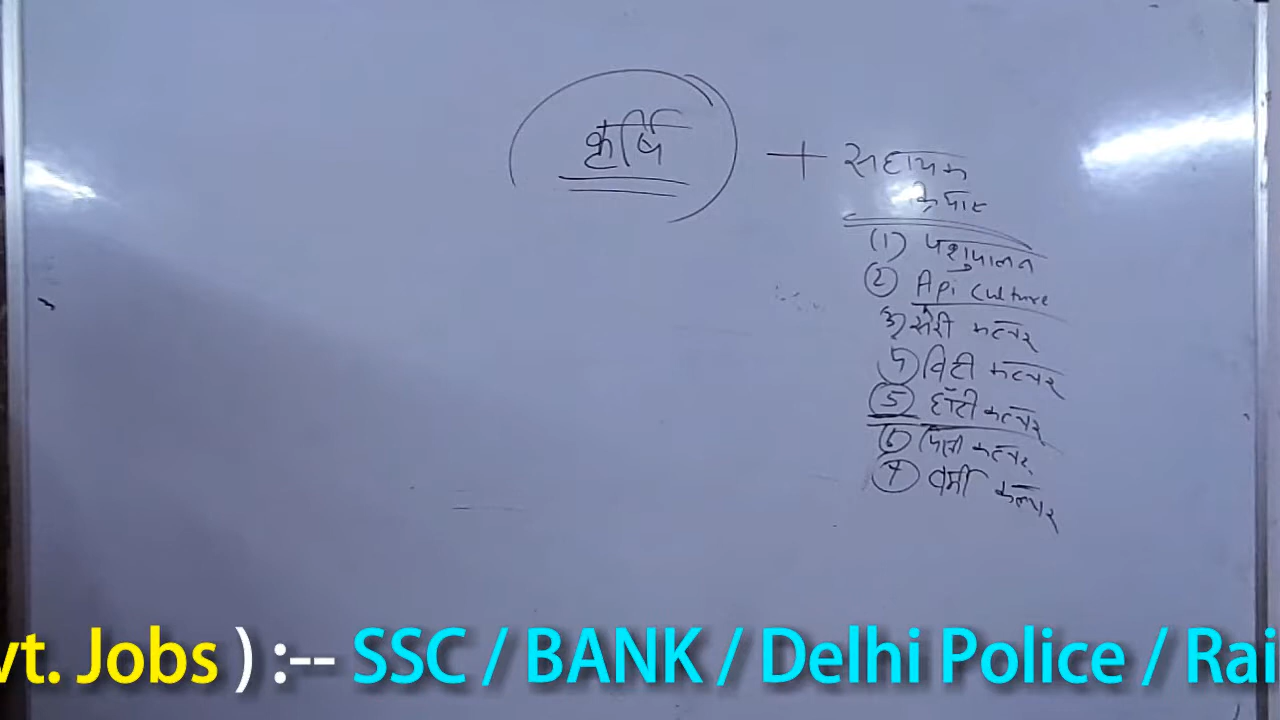 कृषि + सहायक
क्रियाए
(1) पशुपालन
(2) Api Culture
3) सेरी कल्चर
4) विटी कल्चर
(5) हॉर्टी कल्चर
(6) पिसी कल्चर
(7) वर्मी कल्चर
vt. Jobs ) :-- SSC / BANK / Delhi Police / Rai